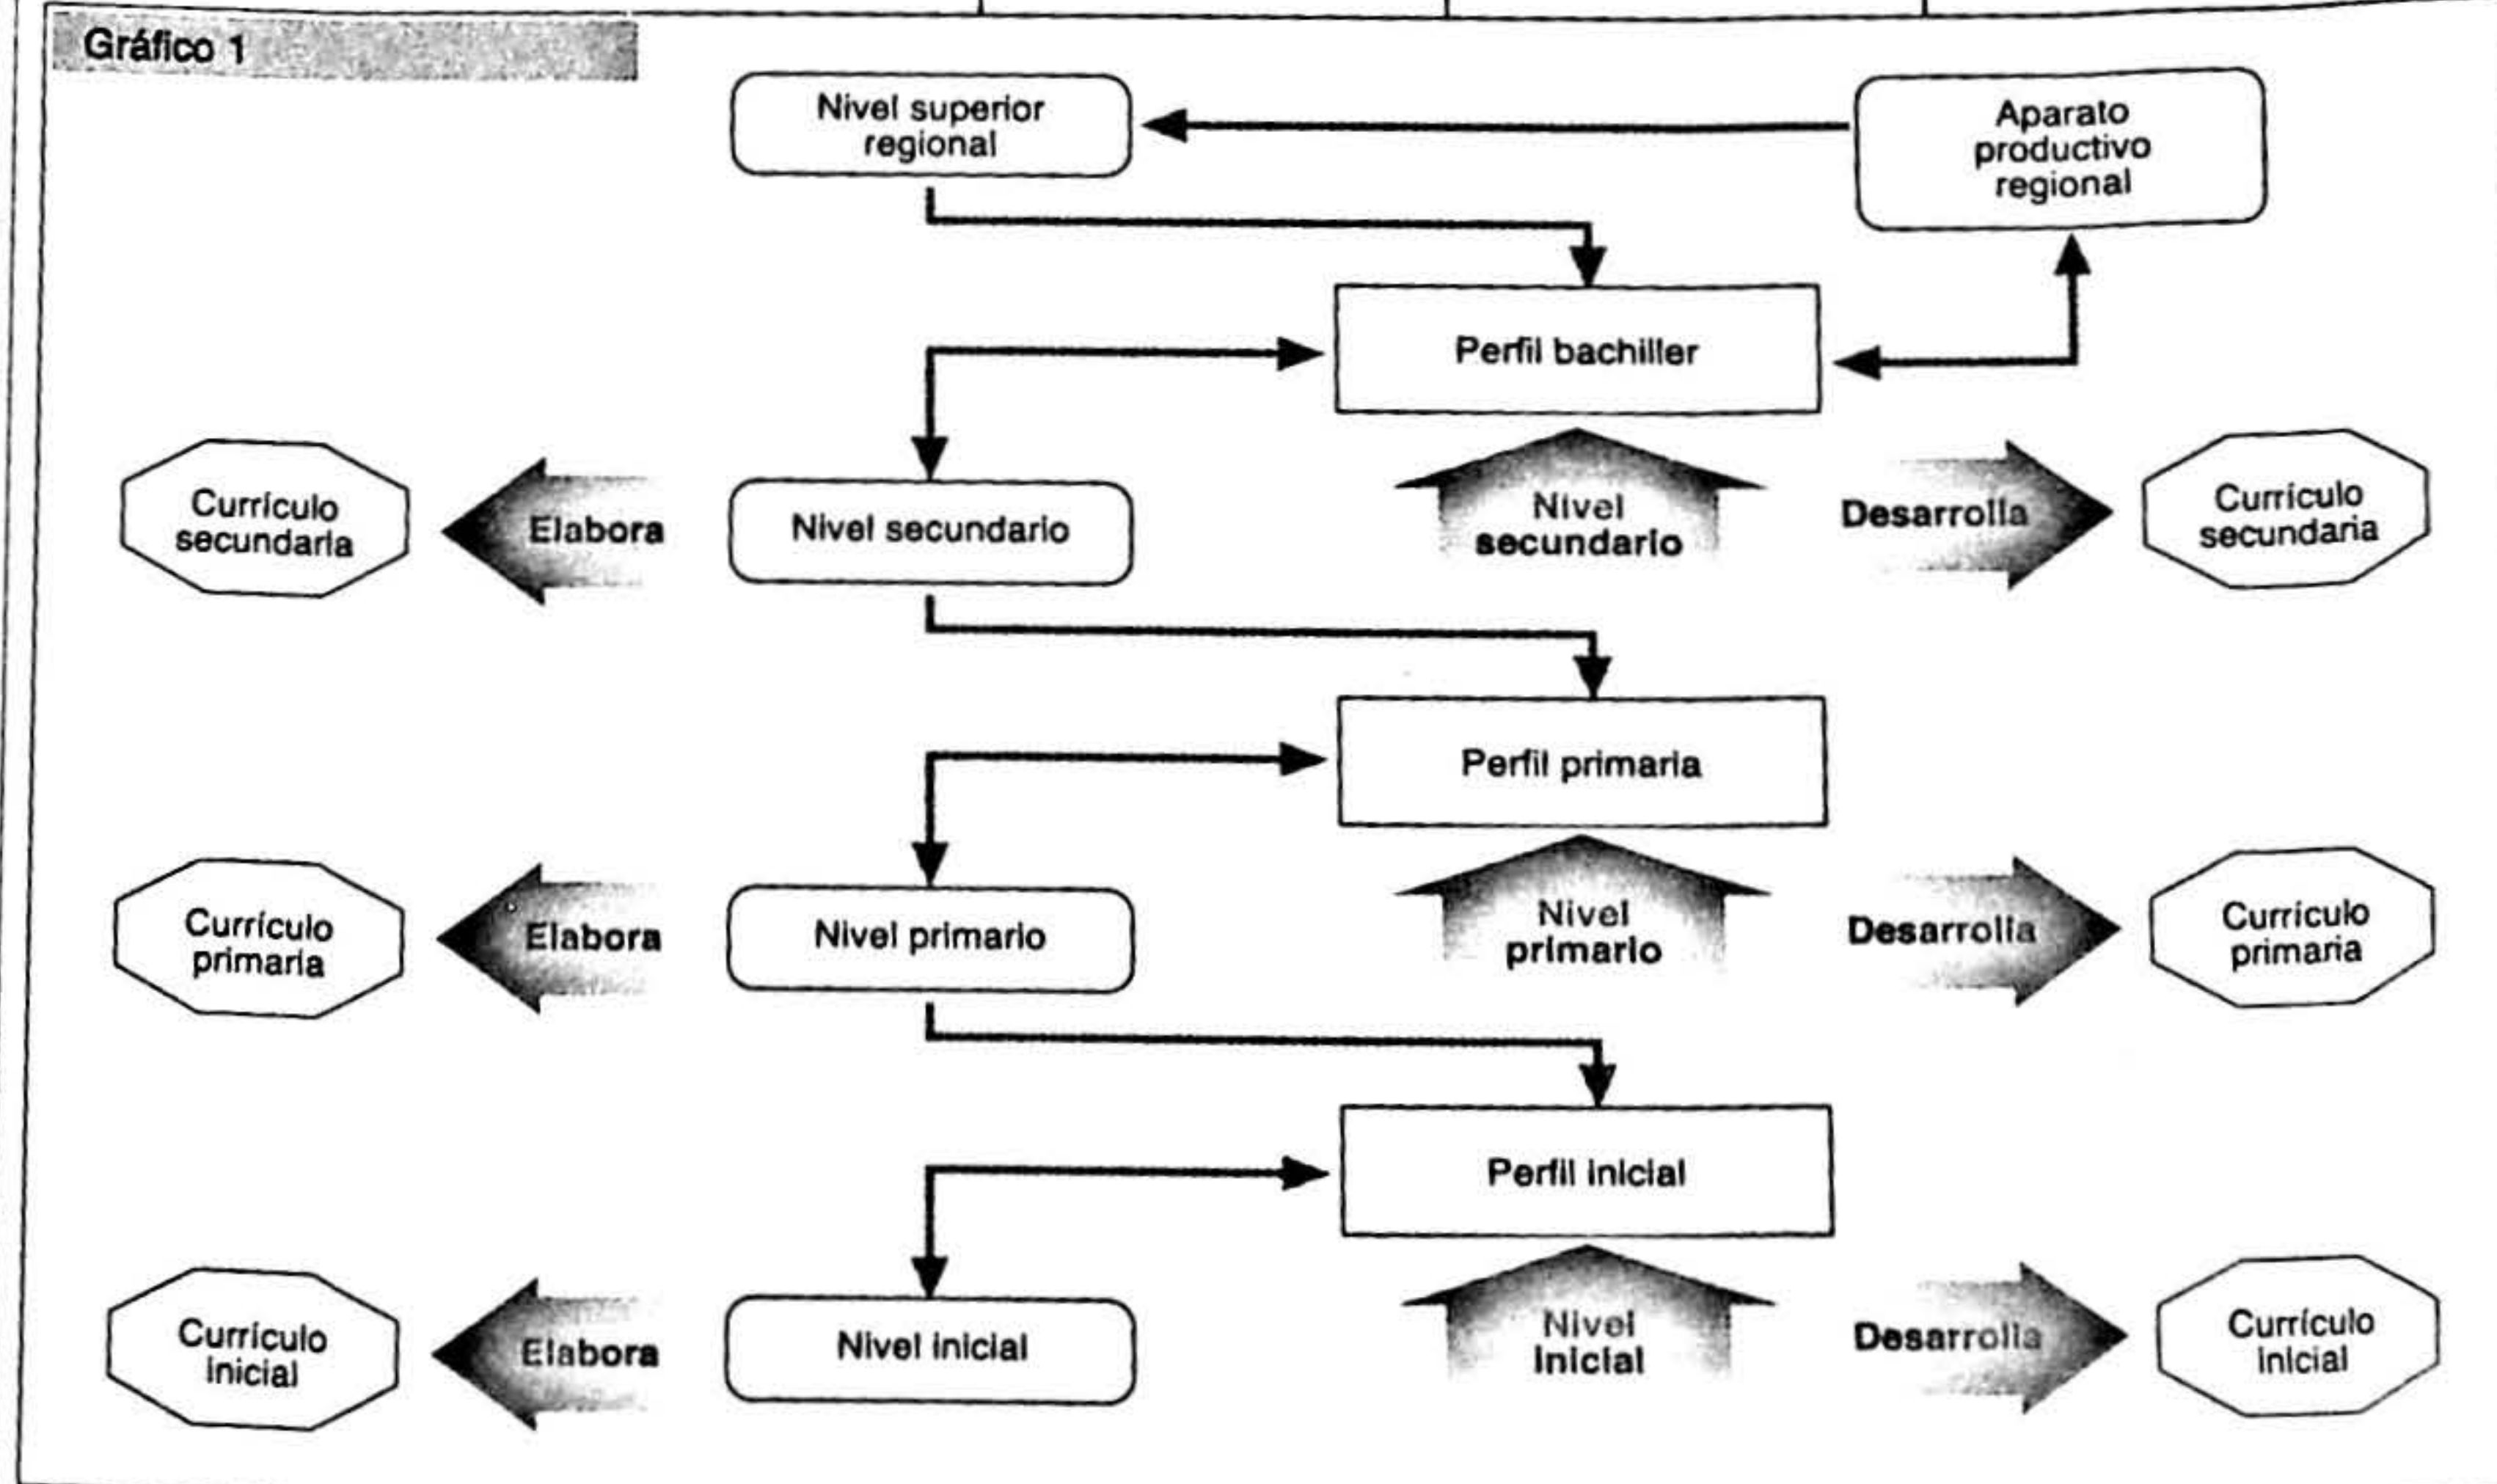 Gráfico 1
Nivel superior
regional
Aparato
productivo
regional
Perfil bachiller
Currículo
secundaria
Elabora
Nivel secundario
Nivel
secundario
Desarrolla
Currículo
secundaria
Perfil primaria
Currículo
primaria
Elabora
Nivel primario
Nivel
primario
Desarrolla
Currículo
primaria
Perfil inicial
Currículo
inicial
Elabora
Nivel inicial
Nivel
inicial
Desarrolla
Currículo
inicial